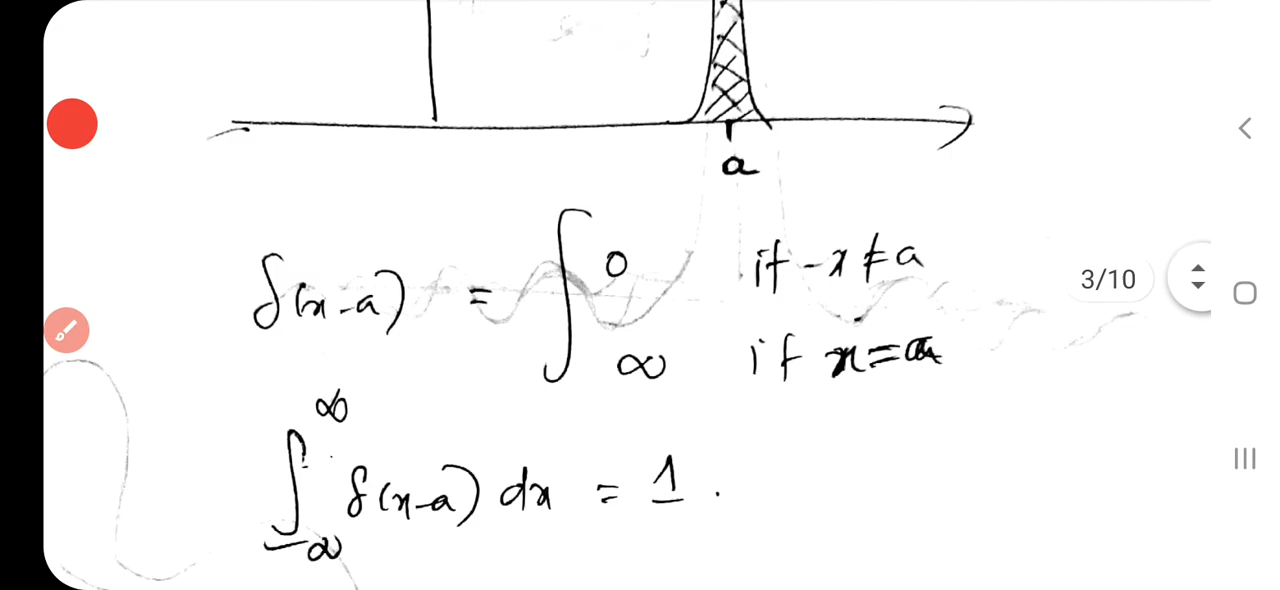 a
δ(x-a) = ∫ 0 if x ≠ a
∞ if x = a
∫_{-∞}^{∞} δ(x-a) dx = 1.
3/10